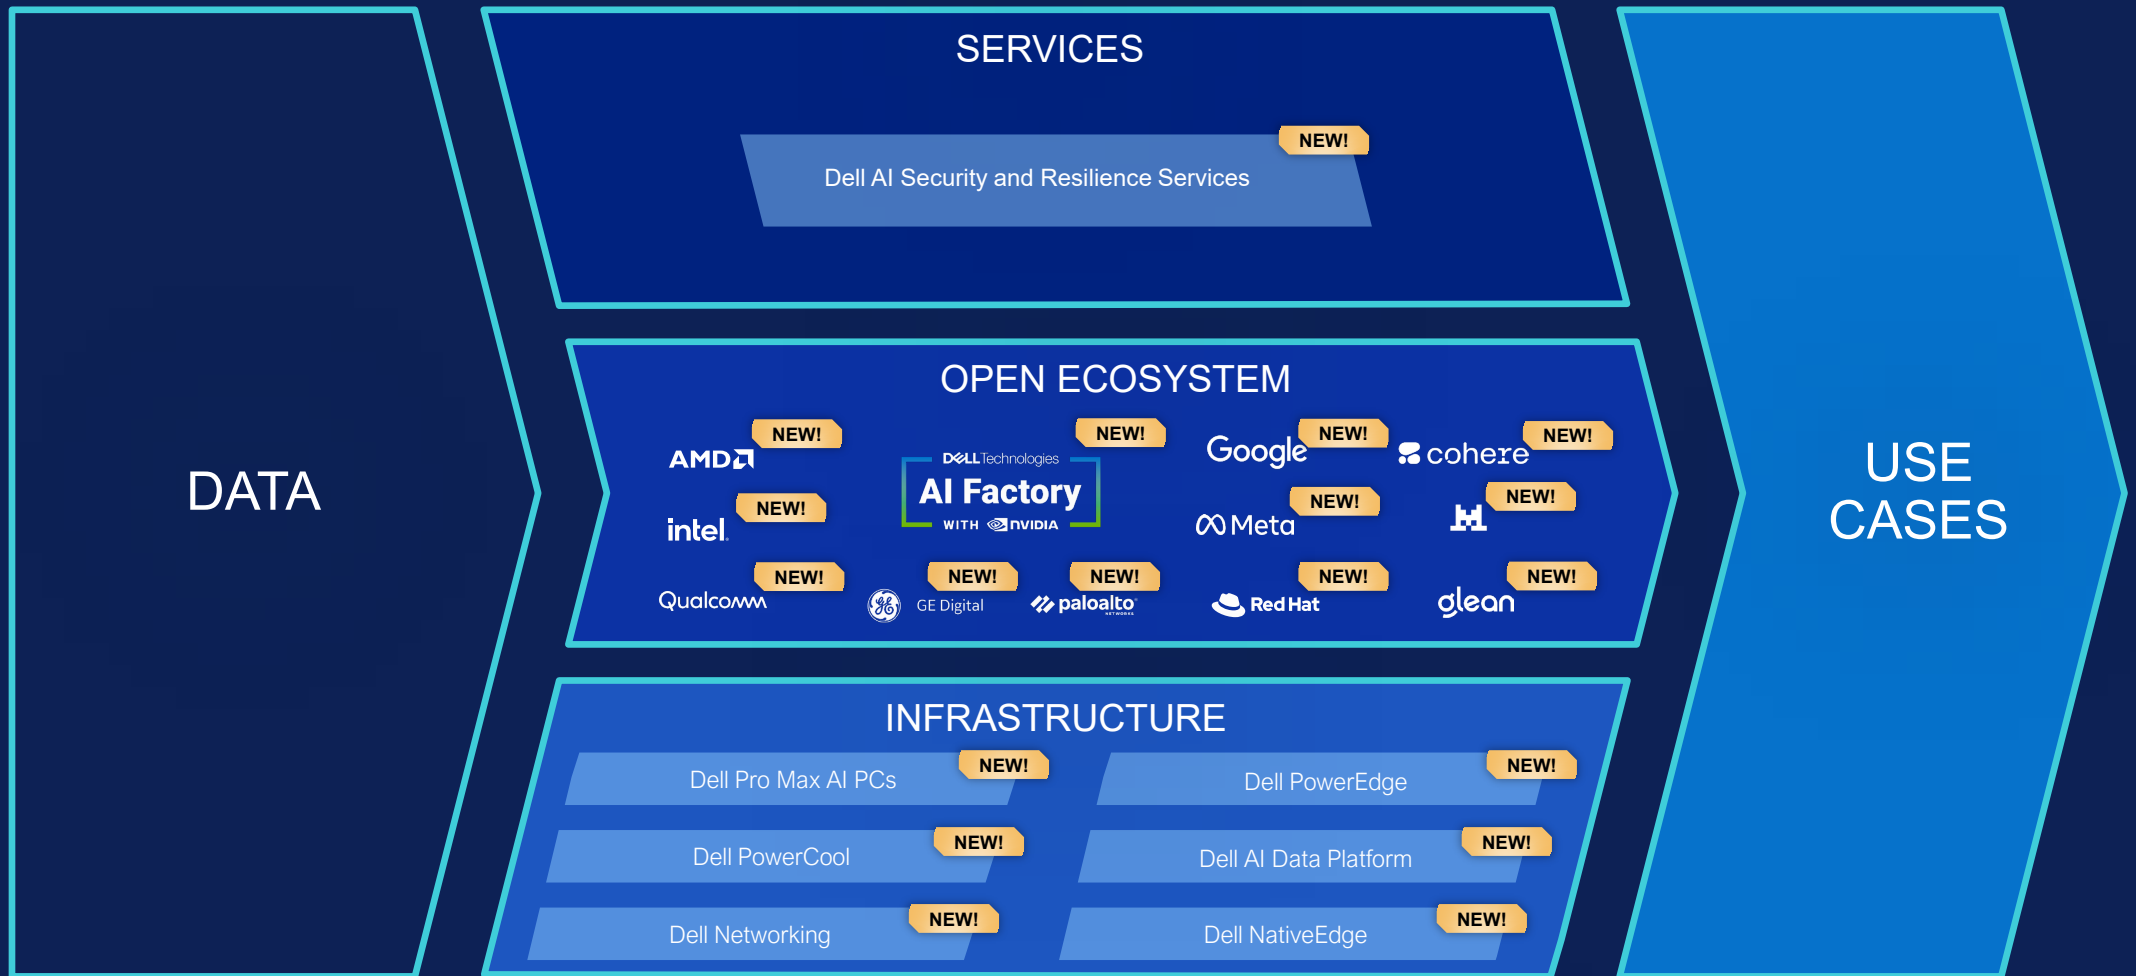 DATA
SERVICES
NEW!
Dell AI Security and Resilience Services
OPEN ECOSYSTEM
NEW!
AMD
NEW!
DELLTechnologies
AI Factory
WITH NVIDIA
NEW!
Google
NEW!
cohere
NEW!
intel.
NEW!
Meta
NEW!
NEW!
Qualcomm
NEW!
GE Digital
NEW!
paloalto
NETWORKS
NEW!
Red Hat
NEW!
glean
INFRASTRUCTURE
NEW!
Dell Pro Max AI PCs
NEW!
Dell PowerEdge
NEW!
Dell PowerCool
NEW!
Dell AI Data Platform
NEW!
Dell Networking
NEW!
Dell NativeEdge
USE
CASES